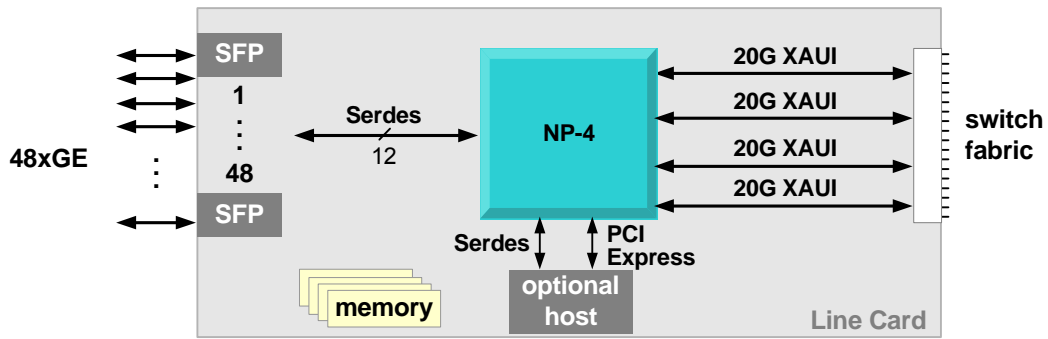 48xGE
SFP
1
48
SFP
Serdes
12
NP-4
20G XAUI
20G XAUI
20G XAUI
20G XAUI
switch
fabric
Serdes
PCI
Express
optional
host
memory
Line Card